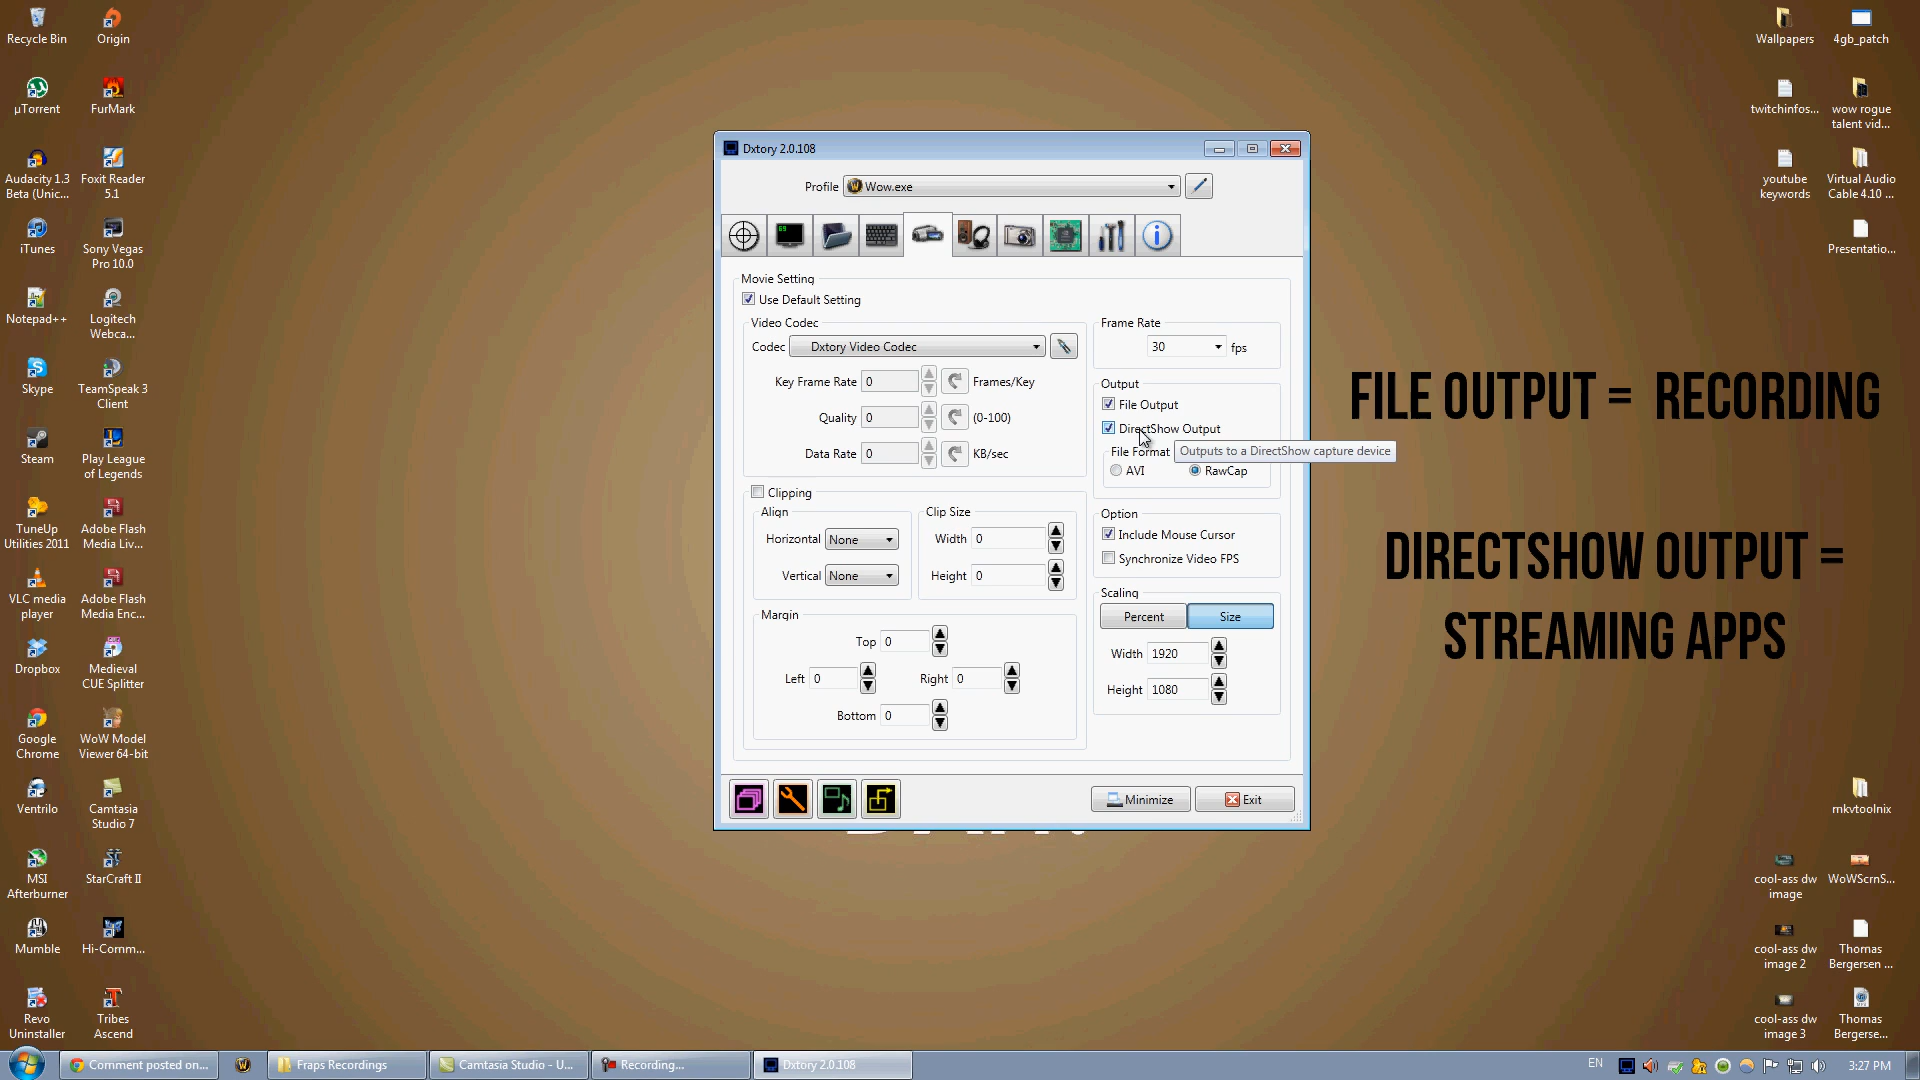 Recycle Bin
Origin
µTorrent
FurMark
Audacity 1.3
Beta (Unic...
Foxit Reader
5.1
iTunes
Sony Vegas
Pro 10.0
Notepad++
Logitech
Webca...
Skype
TeamSpeak 3
Client
Steam
Play League
of Legends
TuneUp
Utilities 2011
Adobe Flash
Media Liv...
VLC media
player
Adobe Flash
Media Enc...
Dropbox
Medieval
CUE Splitter
Google
Chrome
WoW Model
Viewer 64-bit
Ventrilo
Camtasia
Studio 7
MSI
Afterburner
StarCraft II
Mumble
Hi-Comm...
Revo
Uninstaller
Tribes
Ascend
Dxtory 2.0.108
Profile
Wow.exe
Movie Setting
Use Default Setting
Video Codec
Codec
Dxtory Video Codec
Key Frame Rate 0 Frames/Key
Quality 0 (0-100)
Data Rate 0 KB/sec
Clipping
Align
Horizontal None
Vertical None
Clip Size
Width 0
Height 0
Margin
Top 0
Left 0
Right 0
Bottom 0
Frame Rate
30 fps
Output
File Output
DirectShow Output
Outputs to a DirectShow capture device
File Format
AVI
RawCap
Option
Include Mouse Cursor
Synchronize Video FPS
Scaling
Percent
Size
Width 1920
Height 1080
Minimize
Exit
FILE OUTPUT = RECORDING
DIRECTSHOW OUTPUT =
STREAMING APPS
Wallpapers
4gb_patch
twitchinfos...
wow rogue
talent vid...
youtube
keywords
Virtual Audio
Cable 4.10 ...
Presentatio...
mkvtoolnix
cool-ass dw
image
WoWScrnS...
cool-ass dw
image 2
Thomas
Bergersen ...
cool-ass dw
image 3
Thomas
Bergerse...
Comment posted on...
Fraps Recordings
Camtasia Studio - U...
Recording...
Dxtory 2.0.108
EN
3:27 PM